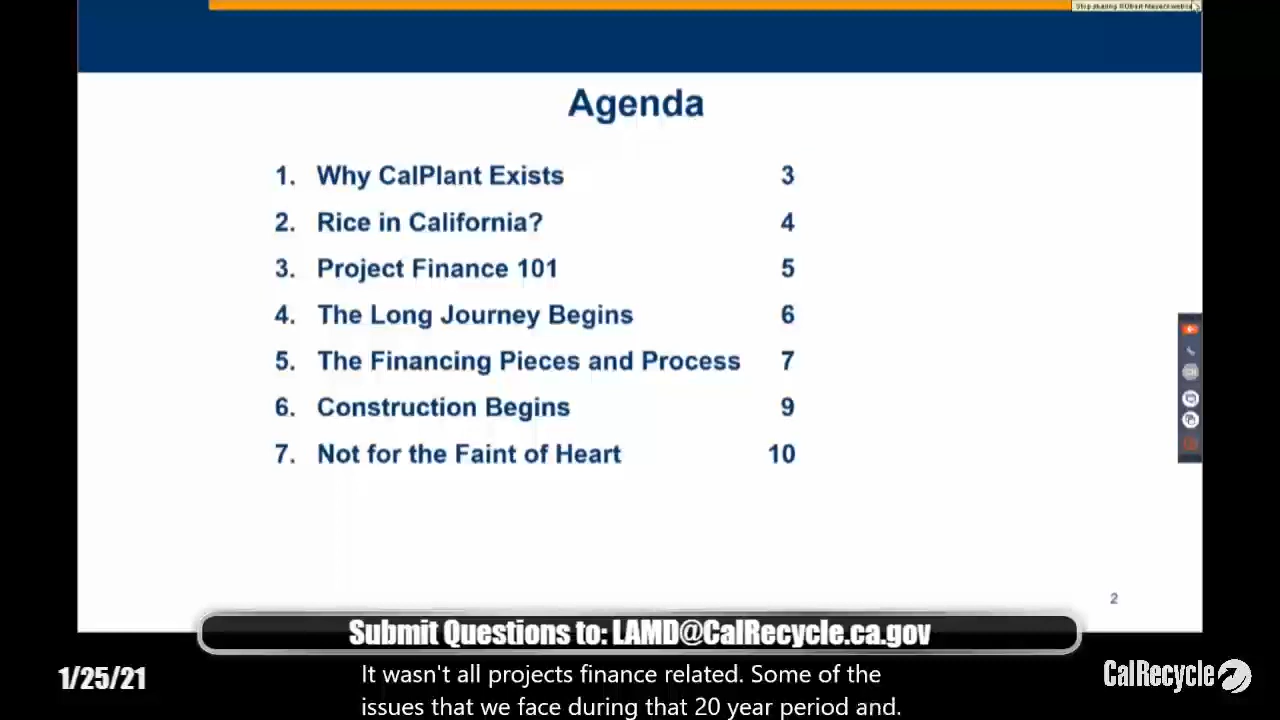 Agenda
1. Why CalPlant Exists 3
2. Rice in California? 4
3. Project Finance 101 5
4. The Long Journey Begins 6
5. The Financing Pieces and Process 7
6. Construction Begins 9
7. Not for the Faint of Heart 10
2
Submit Questions to: LAMD@CalRecycle.ca.gov
1/25/21
It wasn't all projects finance related. Some of the
issues that we face during that 20 year period and.
CalRecycle